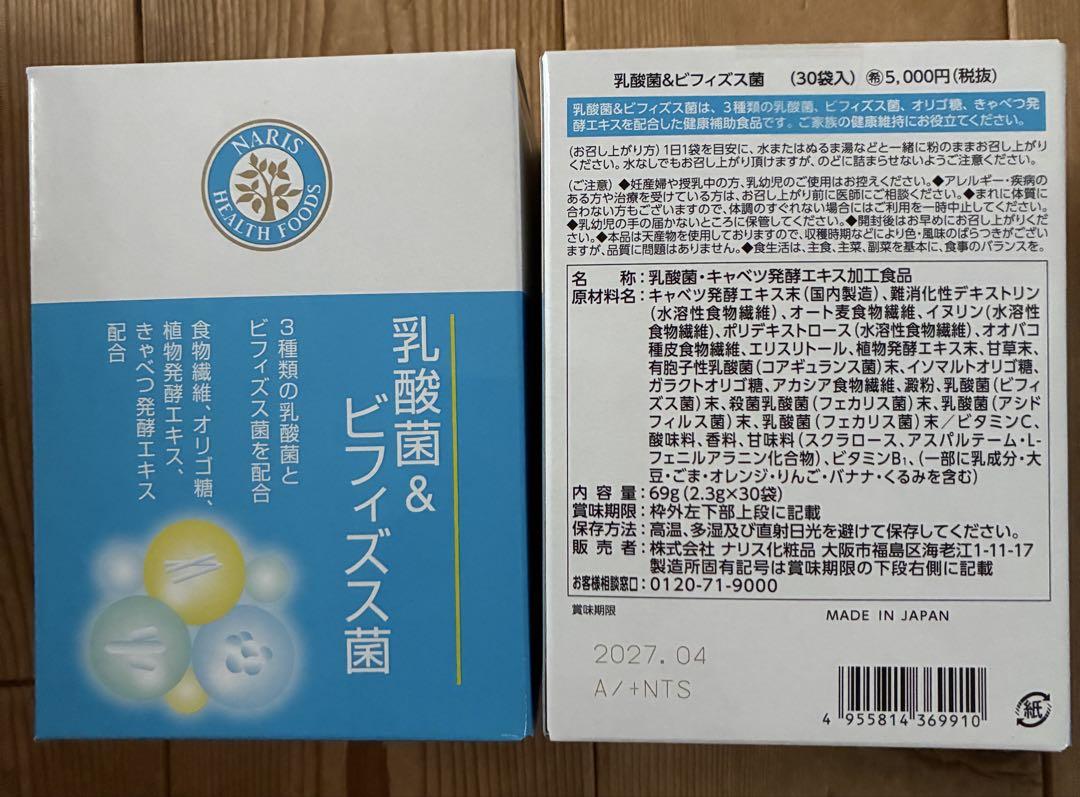 NARIS
HEALTH FOODS
乳酸菌&
ビフィズス菌
3種類の乳酸菌と
ビフィズス菌を配合
食物繊維、オリゴ糖、
植物発酵エキス、
きゃべつ発酵エキス
配合
乳酸菌&ビフィズス菌 (30袋入) ㊒5,000円(税抜)
乳酸菌&ビフィズス菌は、3種類の乳酸菌、ビフィズス菌、オリゴ糖、きゃべつ発
酵エキスを配合した健康補助食品です。ご家族の健康維持にお役立てください。
(お召し上がり方)1日1袋を目安に、水またはぬるま湯などと一緒に粉のままお召し上がり
ください。水なしでもお召し上がり頂けますが、のどに詰まらせないようご注意ください。
(ご注意)◆妊産婦や授乳中の方、乳幼児のご使用はお控えください。◆アレルギー・疾病の
ある方や治療を受けている方は、お召し上がり前に医師にご相談ください。◆まれに体質に
合わない方もございますので、体調のすぐれない場合にはご利用を一時中止してください。
◆乳幼児の手の届かないところに保管してください。◆開封後はお早めにお召し上がりくだ
さい。◆本品は天産物を使用しておりますので、収穫時期などにより色・風味のばらつきがござい
ますが、品質に問題はありません。◆食生活は、主食、主菜、副菜を基本に、食事のバランスを。
名 称:乳酸菌・キャベツ発酵エキス加工食品
原材料名:キャベツ発酵エキス末(国内製造)、難消化性デキストリン
(水溶性食物繊維)、オート麦食物繊維、イヌリン(水溶性
食物繊維)、ポリデキストロース(水溶性食物繊維)、オオバコ
種皮食物繊維、エリスリトール、植物発酵エキス末、甘草末、
有胞子性乳酸菌(コアギュランス菌)末、イソマルトオリゴ糖、
ガラクトオリゴ糖、アカシア食物繊維、澱粉、乳酸菌(ビフィ
ズス菌)末、殺菌乳酸菌(フェカリス菌)末、乳酸菌(アシド
フィルス菌)末、乳酸菌(フェカリス菌)末/ビタミンC、
酸味料、香料、甘味料(スクラロース、アスパルテーム・L-
フェニルアラニン化合物)、ビタミンB₁、(一部に乳成分・大
豆・ごま・オレンジ・りんご・バナナ・くるみを含む)
内 容 量:69g(2.3g×30袋)
賞味期限:枠外左下部上段に記載
保存方法:高温、多湿及び直射日光を避けて保存してください。
販 売 者:株式会社 ナリス化粧品 大阪市福島区海老江1-11-17
製造所固有記号は賞味期限の下段右側に記載
お客様相談窓口:0120-71-9000
賞味期限
MADE IN JAPAN
2027.04
A/+NTS
4 955814 369910
紙